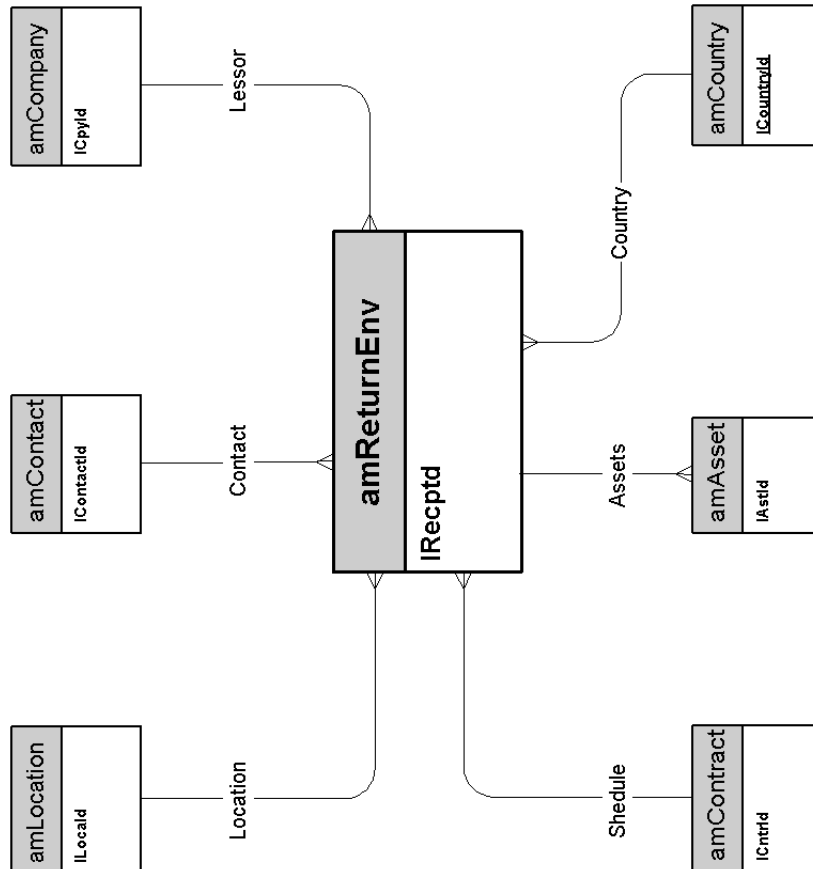 amLocation
lLocaId
amContact
lContactId
amCompany
lCpyId
Location
Contact
Lessor
amReturnEnv
lRecptd
Shedule
Assets
Country
amContract
lCntrId
amAsset
lAstId
amCountry
lCountryId